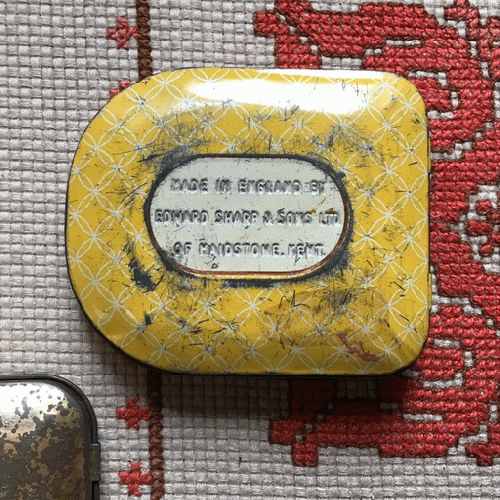 MADE IN ENGLAND BY
EDWARD SHARP & SONS LTD
OF MAIDSTONE. KENT.